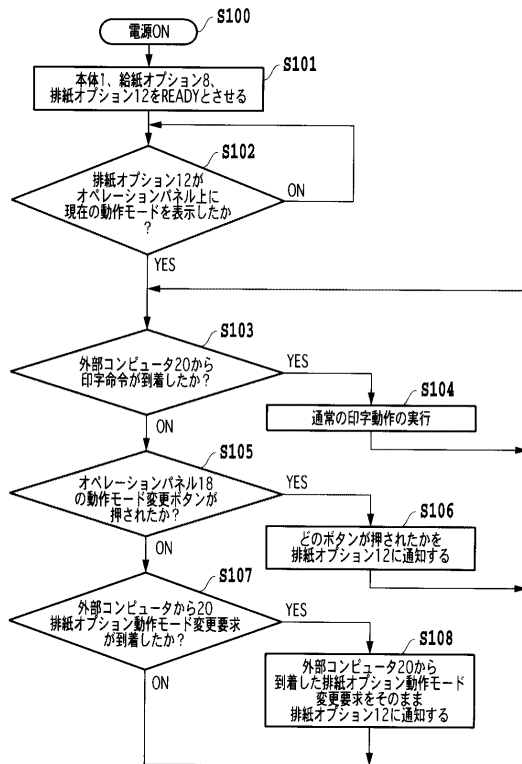 S100
電源ON
S101
本体1、給紙オプション8、
排紙オプション12をREADYとさせる
S102
排紙オプション12が
オペレーションパネル上に
現在の動作モードを表示したか
?
ON
YES
S103
外部コンピュータ20から
印字命令が到着したか?
YES
S104
通常の印字動作の実行
ON
S105
オペレーションパネル18
の動作モード変更ボタンが
押されたか?
YES
S106
どのボタンが押されたかを
排紙オプション12に通知する
ON
S107
外部コンピュータから20
排紙オプション動作モード変更要求
が到着したか?
YES
S108
外部コンピュータ20から
到着した排紙オプション動作モード
変更要求をそのまま
排紙オプション12に通知する
ON